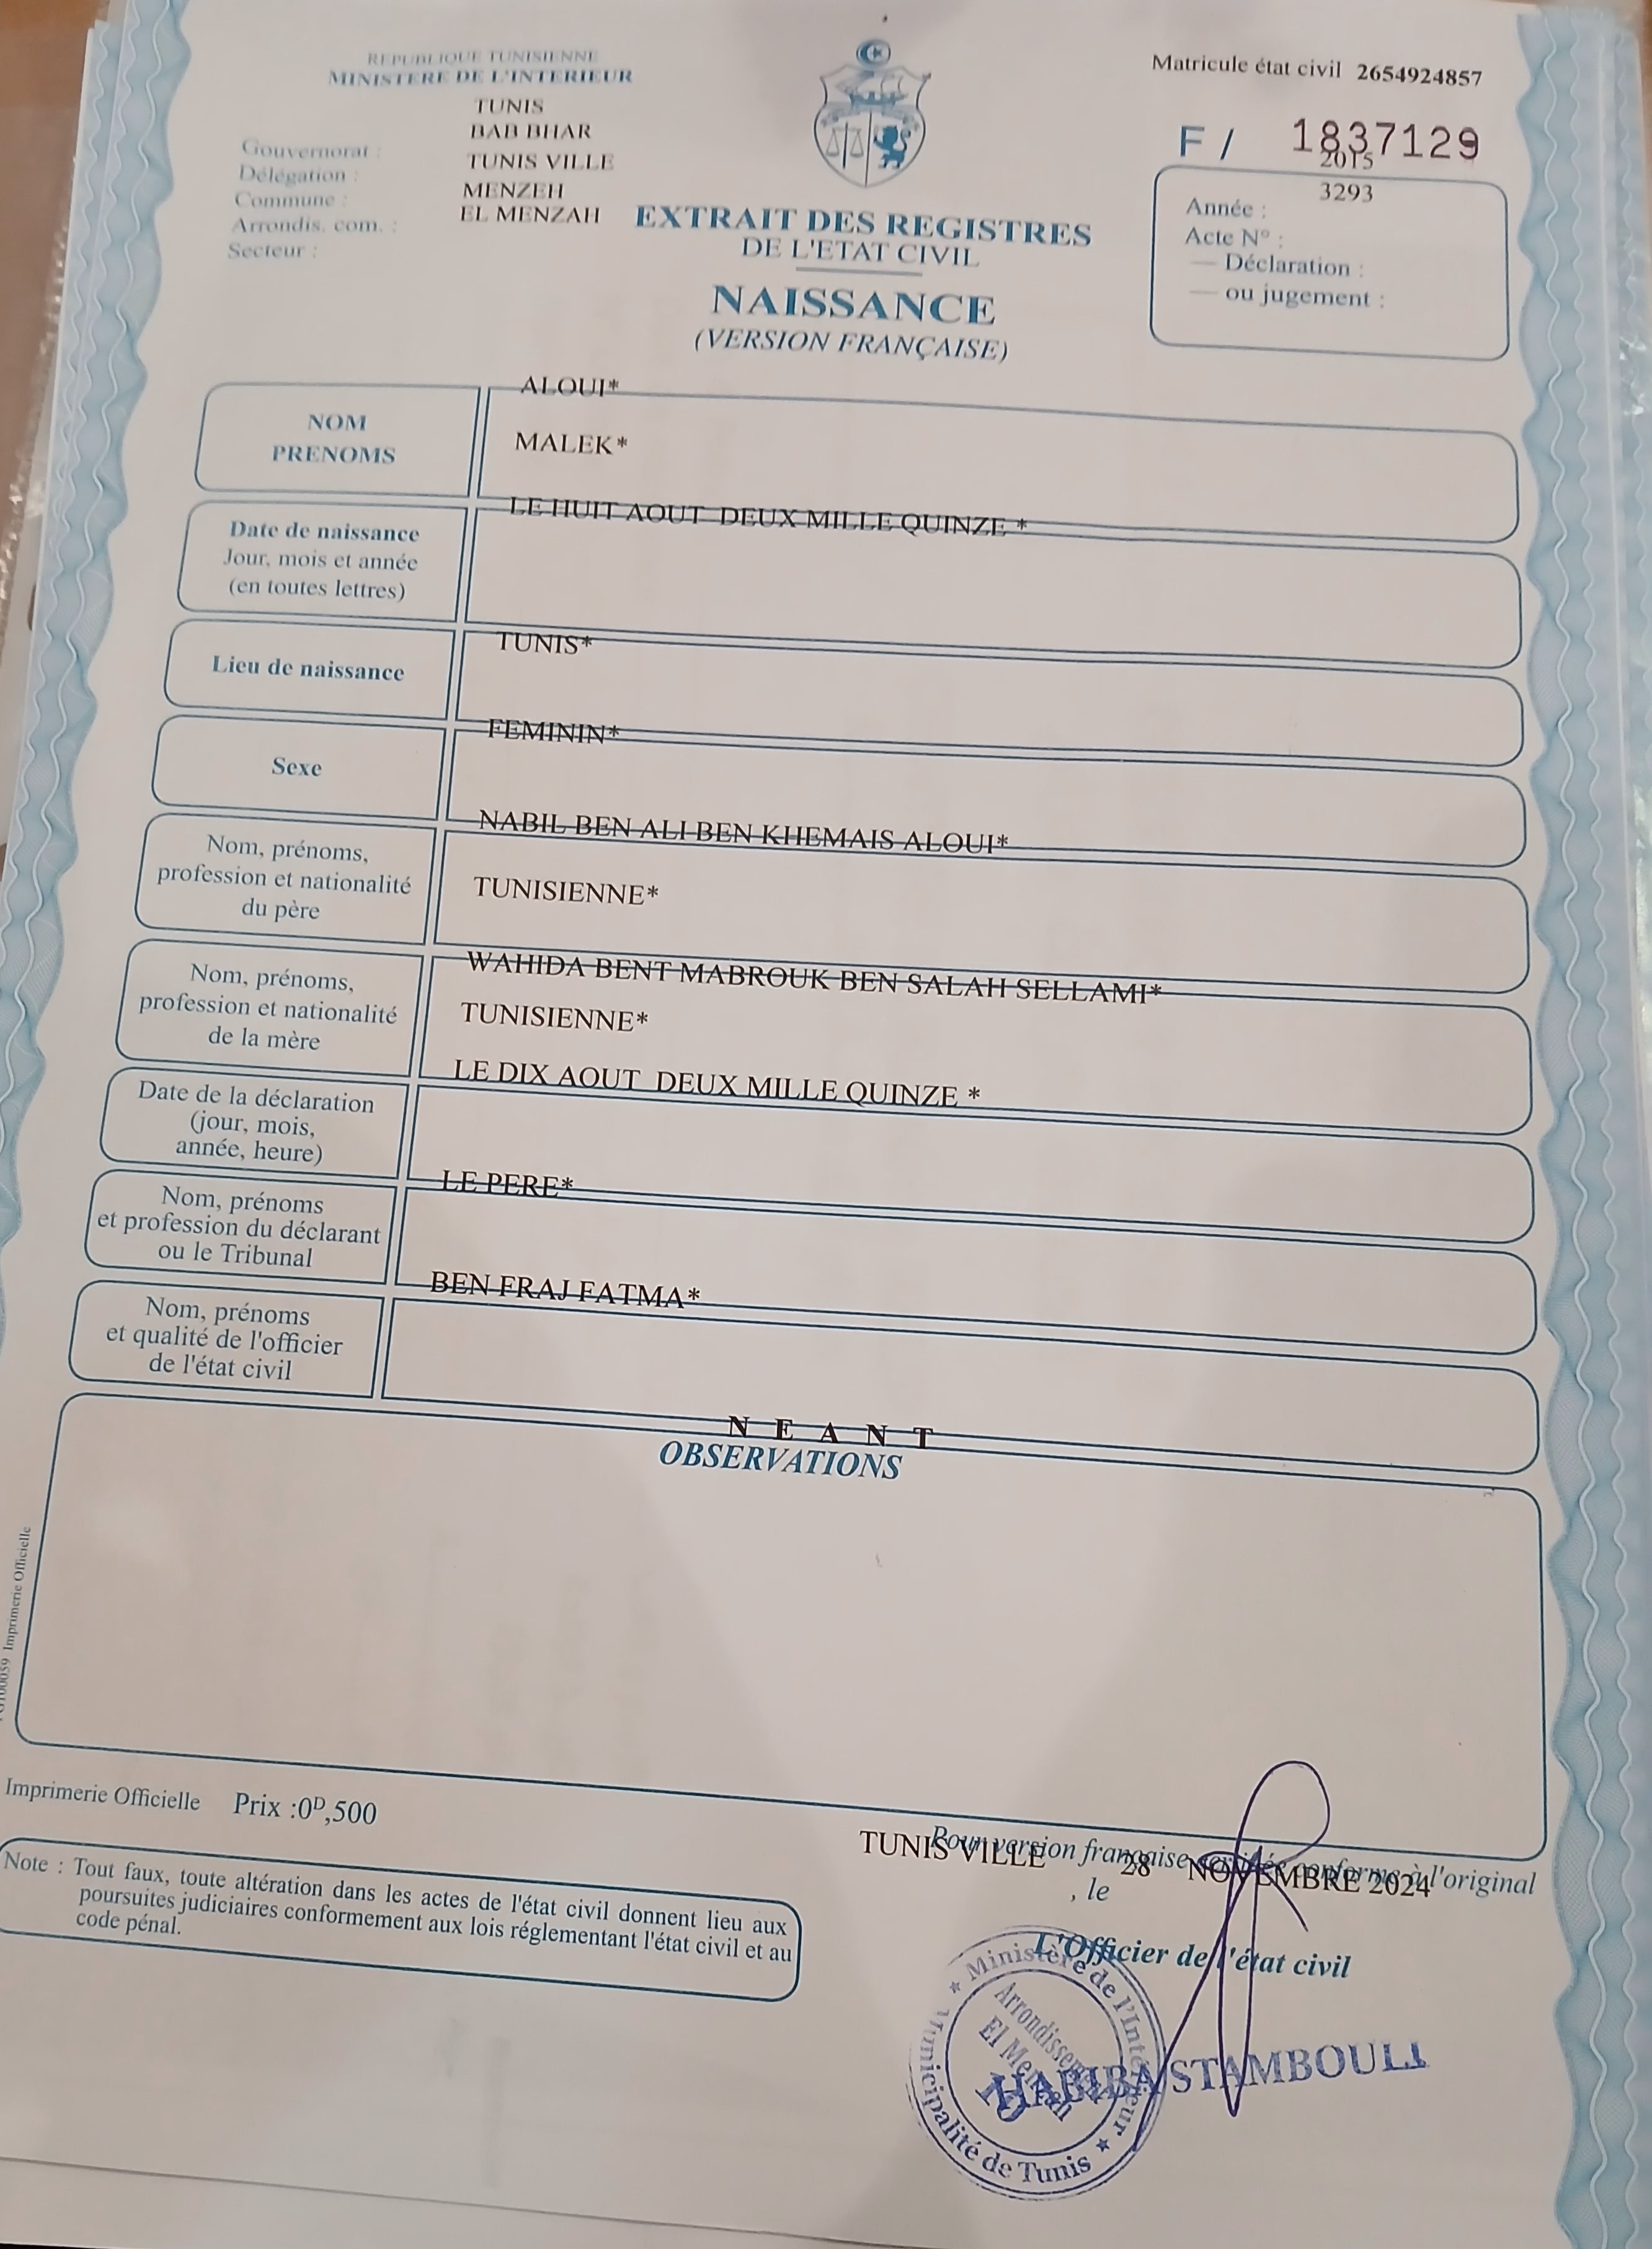 REPUBLIQUE TUNISIENNE
MINISTERE DE L'INTERIEUR
TUNIS
BAB BHAR
TUNIS VILLE
MENZEH
EL MENZAH
Gouvernorat :
Délégation :
Commune :
Arrondis. com. :
Secteur :
Matricule état civil 2654924857
F / 1837129
2015
3293
Année :
Acte N° :
— Déclaration :
— ou jugement :
EXTRAIT DES REGISTRES
DE L'ETAT CIVIL
NAISSANCE
(VERSION FRANÇAISE)
NOM
PRENOMS
ALOUI*
MALEK*
Date de naissance
Jour, mois et année
(en toutes lettres)
LE HUIT AOUT DEUX MILLE QUINZE *
Lieu de naissance
TUNIS*
Sexe
FEMININ*
Nom, prénoms,
profession et nationalité
du père
NABIL BEN ALI BEN KHEMAIS ALOUI*
TUNISIENNE*
Nom, prénoms,
profession et nationalité
de la mère
WAHIDA BENT MABROUK BEN SALAH SELLAMI*
TUNISIENNE*
Date de la déclaration
(jour, mois,
année, heure)
LE DIX AOUT DEUX MILLE QUINZE *
Nom, prénoms
et profession du déclarant
ou le Tribunal
LE PERE*
Nom, prénoms
et qualité de l'officier
de l'état civil
BEN FRAJ FATMA*
N E A N T
OBSERVATIONS
Imprimerie Officielle
Imprimerie Officielle Prix :0D,500
Note : Tout faux, toute altération dans les actes de l'état civil donnent lieu aux
poursuites judiciaires conformement aux lois réglementant l'état civil et au
code pénal.
Pour version française certifiée conforme à l'original
TUNIS VILLE , le 28 NOVEMBRE 2024
L'Officier de l'état civil
Ministère de l'Intérieur
Municipalité de Tunis
Arrondissement
El Menzah
HABIBA STAMBOULI